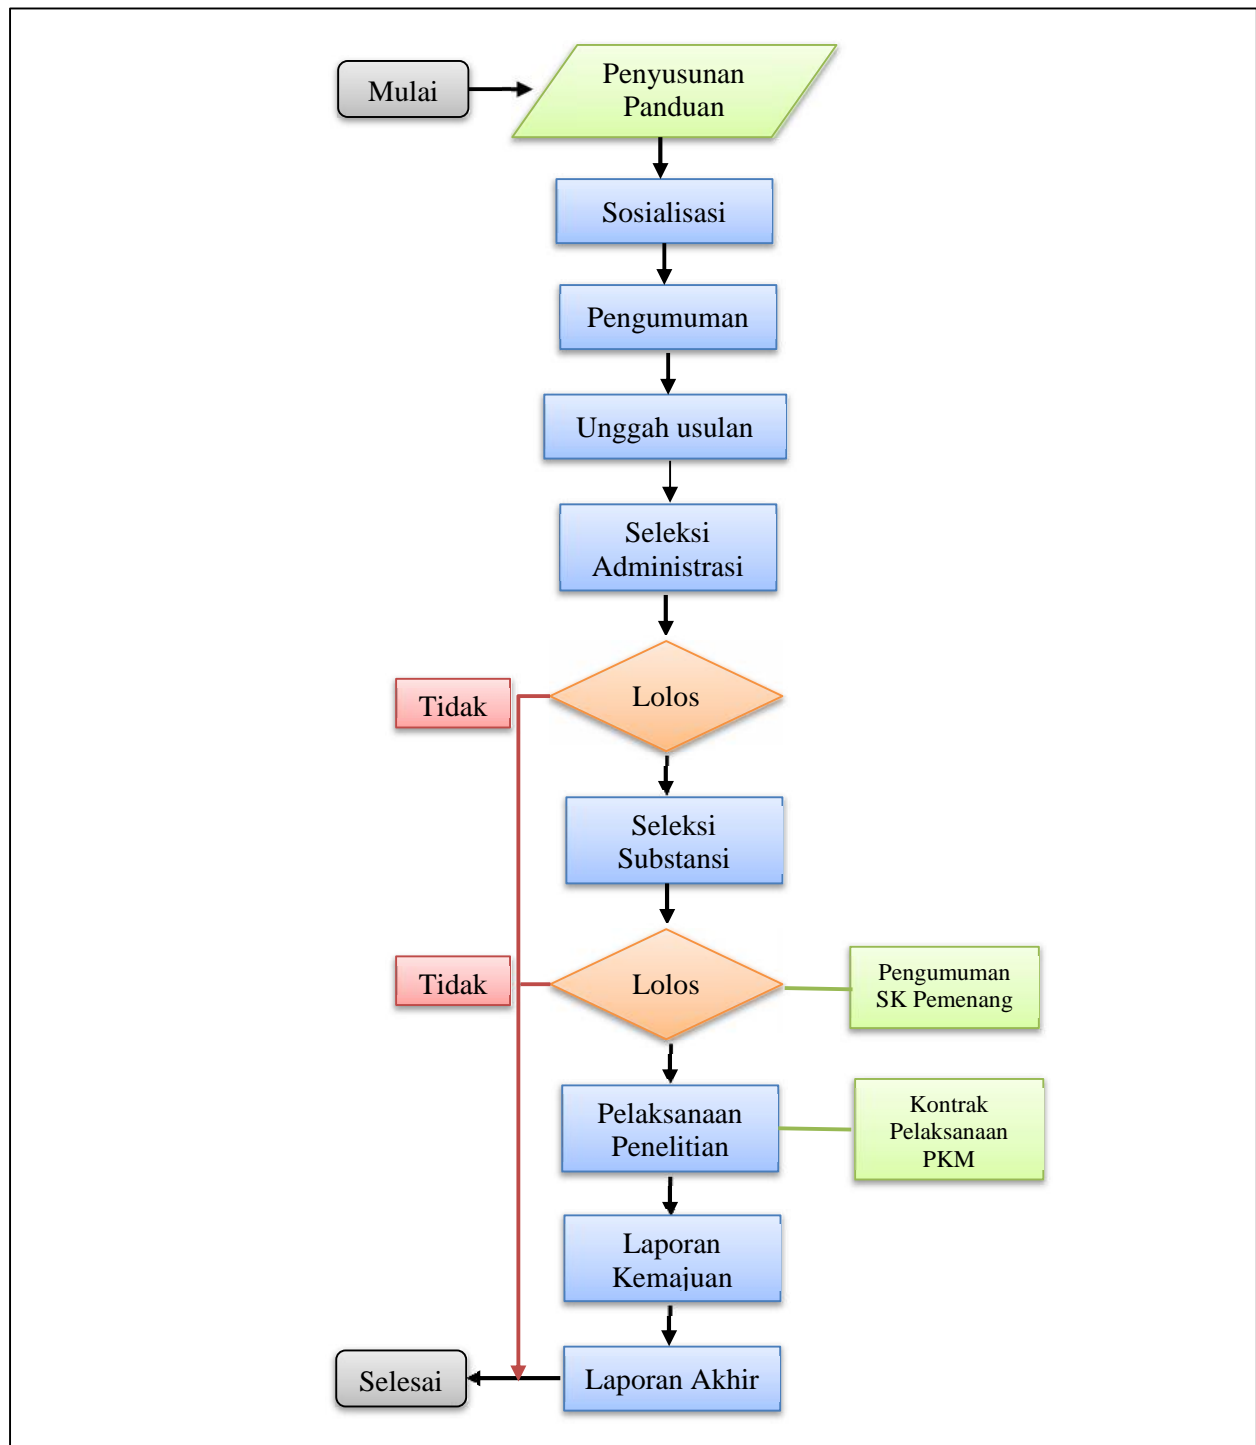 Mulai
Penyusunan
Panduan
Sosialisasi
Pengumuman
Unggah usulan
Seleksi
Administrasi
Tidak
Lolos
Seleksi
Substansi
Tidak
Lolos
Pengumuman
SK Pemenang
Pelaksanaan
Penelitian
Kontrak
Pelaksanaan
PKM
Laporan
Kemajuan
Selesai
Laporan Akhir